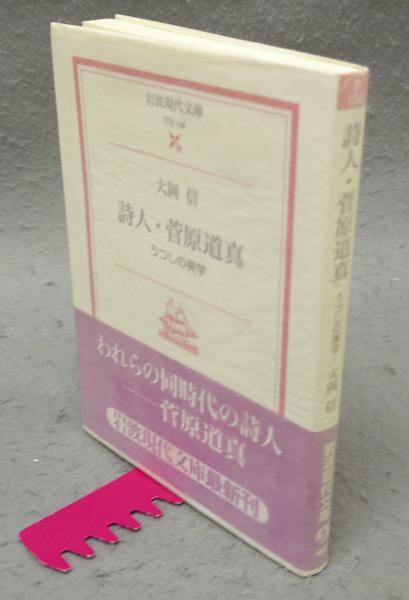 岩波現代文庫
大岡 信
詩人・菅原道真
うつしの美学
われらの同時代の詩人
——菅原道真
岩波現代文庫最新刊
詩人・菅原道真
うつしの美学
大岡 信
岩波現代文庫